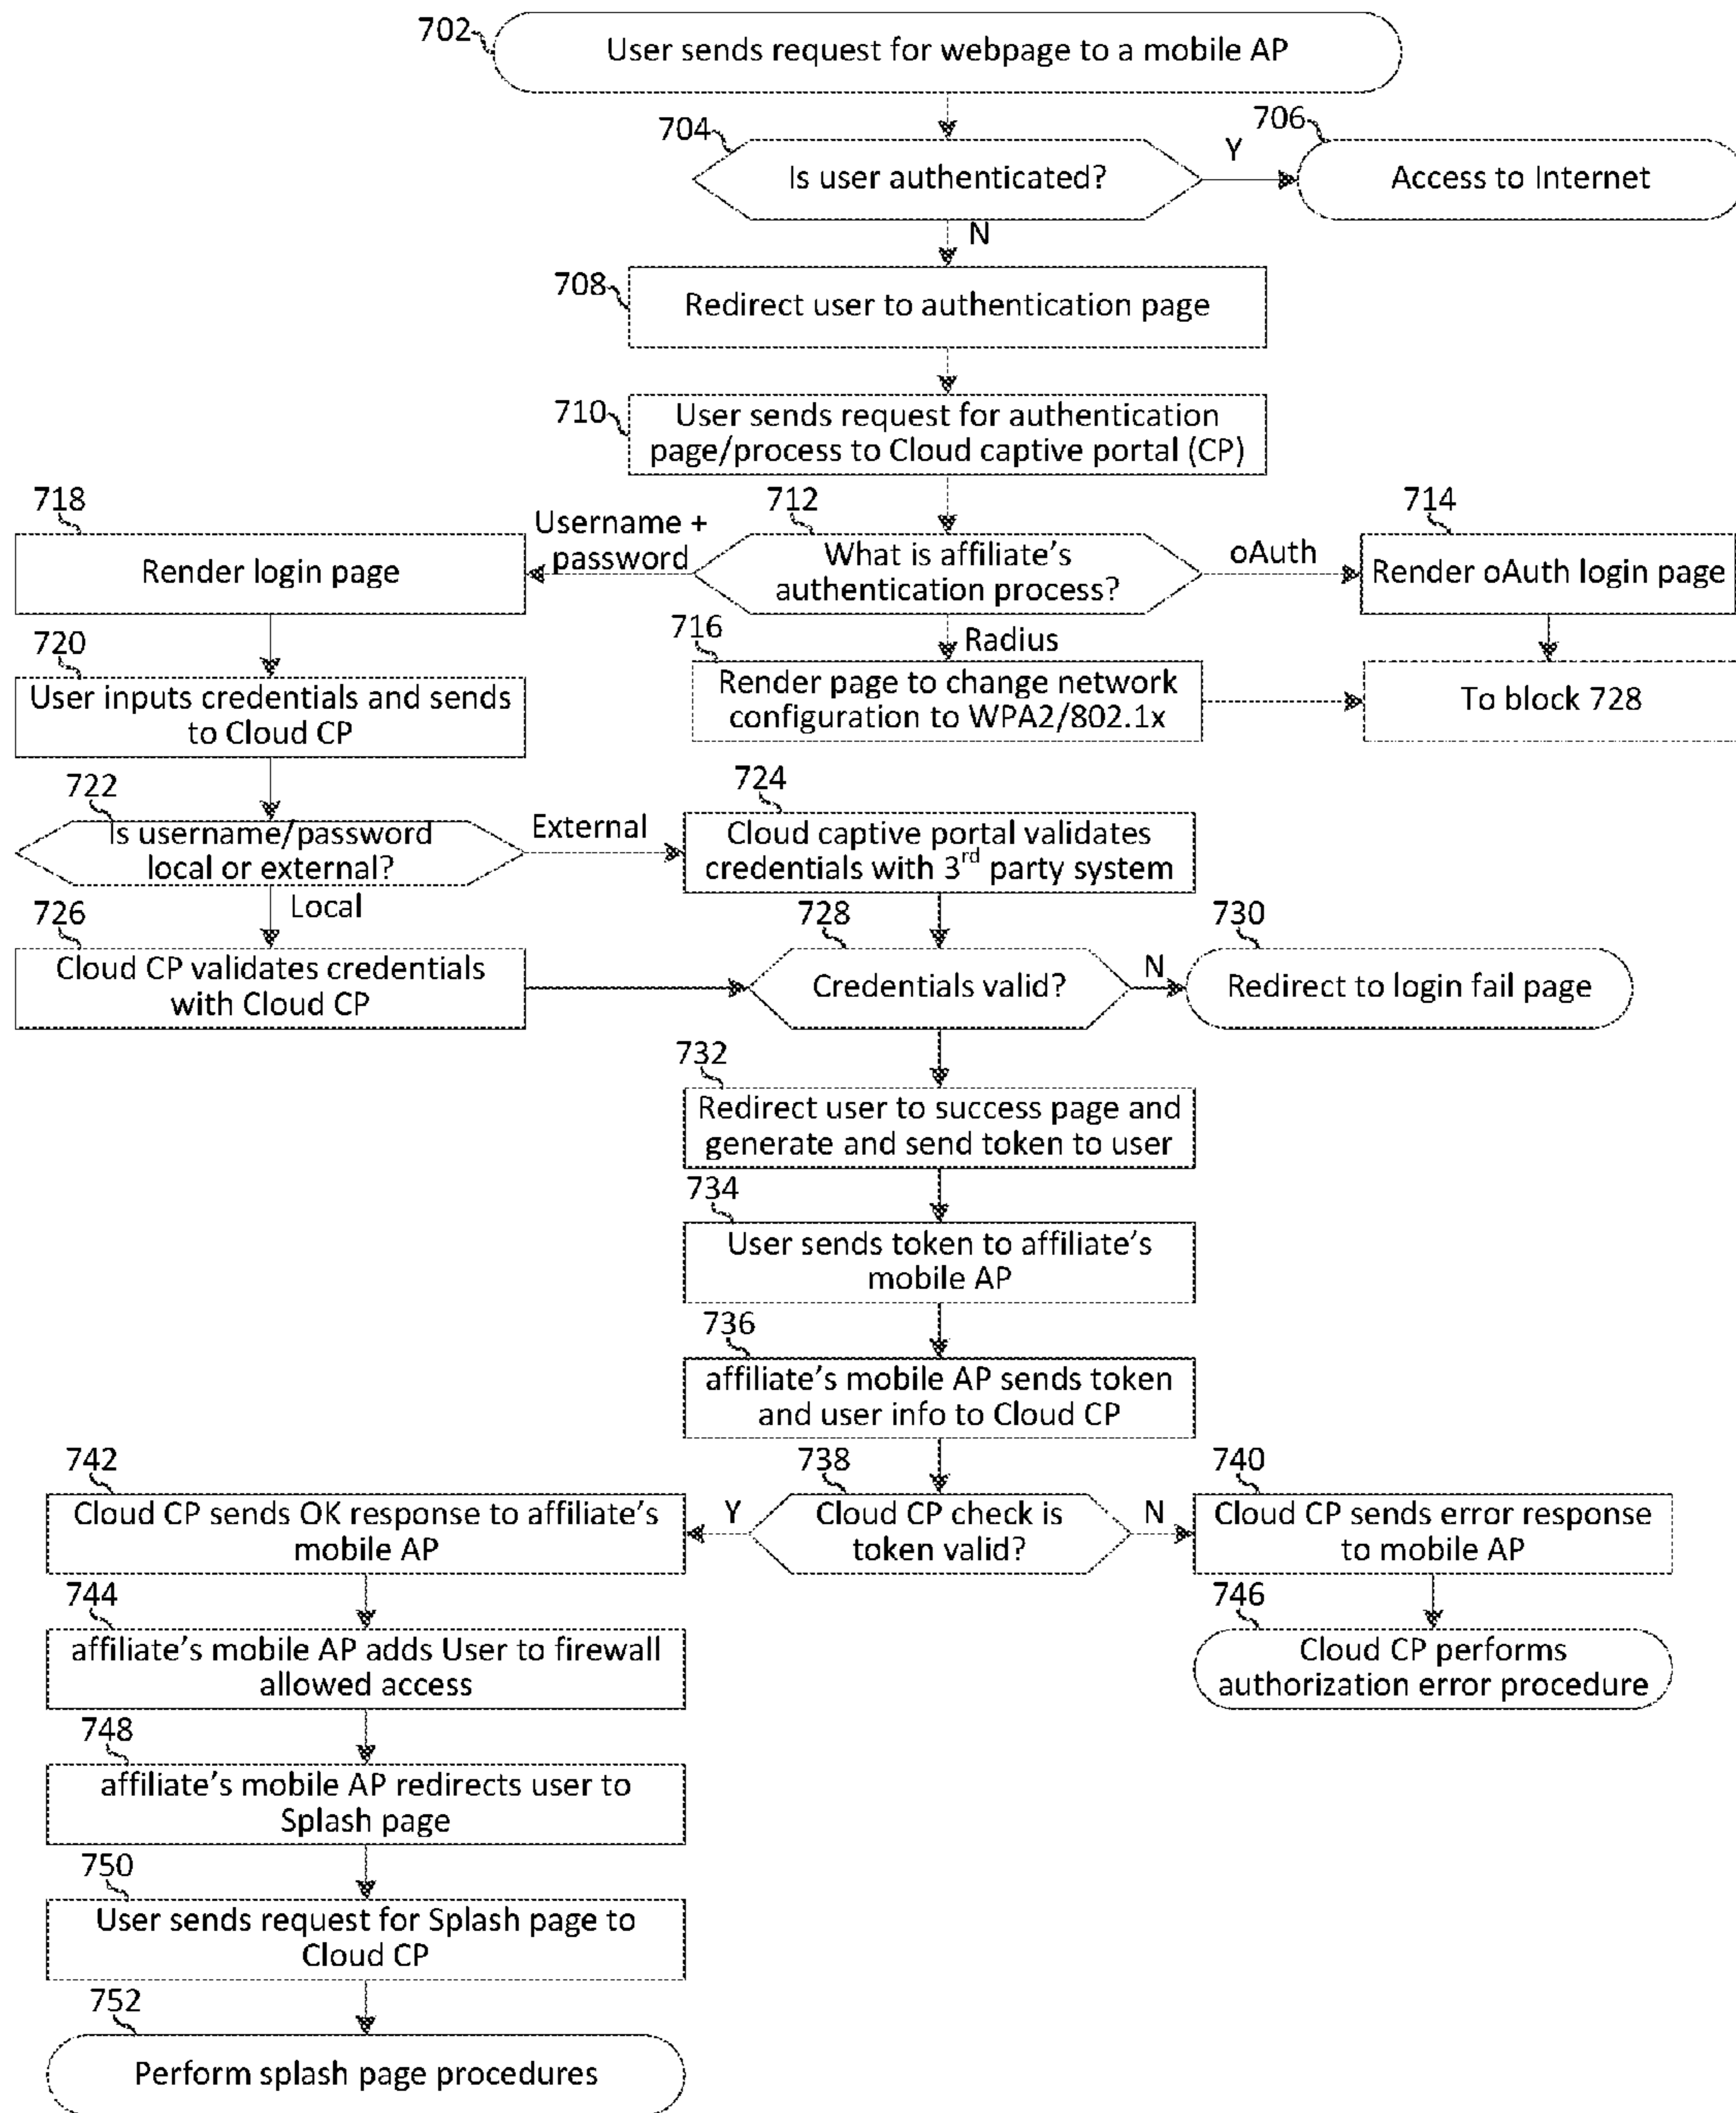 702
User sends request for webpage to a mobile AP
704
Is user authenticated?
Y
706
Access to Internet
N
708
Redirect user to authentication page
710
User sends request for authentication
page/process to Cloud captive portal (CP)
712
What is affiliate's
authentication process?
Username +
password
718
Render login page
oAuth
714
Render oAuth login page
Radius
716
Render page to change network
configuration to WPA2/802.1x
To block 728
720
User inputs credentials and sends
to Cloud CP
722
Is username/password
local or external?
External
724
Cloud captive portal validates
credentials with 3rd party system
Local
726
Cloud CP validates credentials
with Cloud CP
728
Credentials valid?
N
730
Redirect to login fail page
732
Redirect user to success page and
generate and send token to user
734
User sends token to affiliate's
mobile AP
736
affiliate's mobile AP sends token
and user info to Cloud CP
738
Cloud CP check is
token valid?
N
740
Cloud CP sends error response
to mobile AP
746
Cloud CP performs
authorization error procedure
Y
742
Cloud CP sends OK response to affiliate's
mobile AP
744
affiliate's mobile AP adds User to firewall
allowed access
748
affiliate's mobile AP redirects user to
Splash page
750
User sends request for Splash page to
Cloud CP
752
Perform splash page procedures